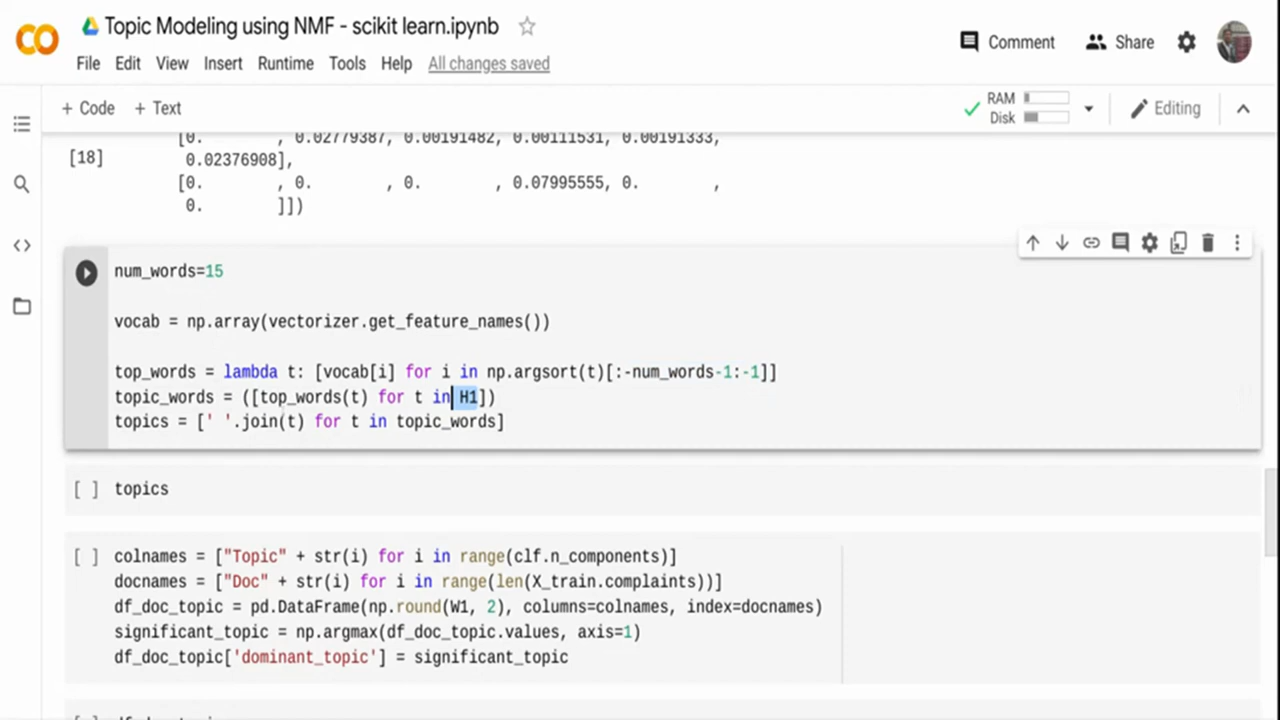 Topic Modeling using NMF - scikit learn.ipynb
File Edit View Insert Runtime Tools Help All changes saved
Comment Share
+ Code + Text
RAM
Disk
Editing
[0. , 0.02779387, 0.00191482, 0.00111531, 0.00191333,
[18]
0.02376908],
[0. , 0. , 0. , 0.07995555, 0. ,
0. ]])
num_words=15
vocab = np.array(vectorizer.get_feature_names())
top_words = lambda t: [vocab[i] for i in np.argsort(t)[:-num_words-1:-1]]
topic_words = ([top_words(t) for t in H1])
topics = [' '.join(t) for t in topic_words]
[ ] topics
[ ] colnames = ["Topic" + str(i) for i in range(clf.n_components)]
docnames = ["Doc" + str(i) for i in range(len(X_train.complaints))]
df_doc_topic = pd.DataFrame(np.round(W1, 2), columns=colnames, index=docnames)
significant_topic = np.argmax(df_doc_topic.values, axis=1)
df_doc_topic['dominant_topic'] = significant_topic